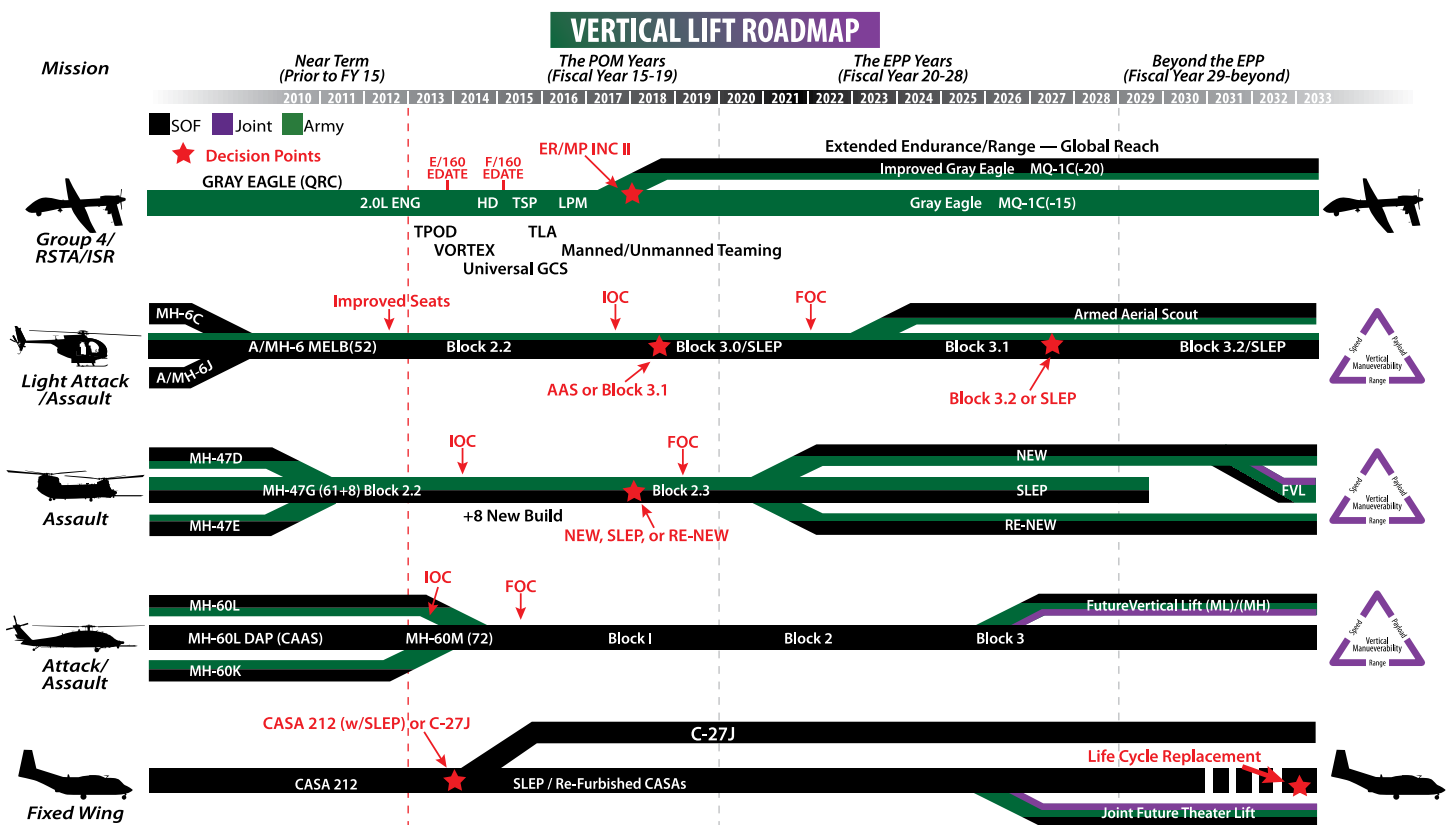 VERTICAL LIFT ROADMAP
Mission
Near Term
(Prior to FY 15)
The POM Years
(Fiscal Year 15-19)
The EPP Years
(Fiscal Year 20-28)
Beyond the EPP
(Fiscal Year 29-beyond)
2010 2011 2012 2013 2014 2015 2016 2017 2018 2019 2020 2021 2022 2023 2024 2025 2026 2027 2028 2029 2030 2031 2032 2033
SOF Joint Army
Decision Points
E/160
EDATE
F/160
EDATE
ER/MP INC II
Extended Endurance/Range — Global Reach
Improved Gray Eagle MQ-1C(-20)
GRAY EAGLE (QRC)
2.0L ENG HD TSP LPM
Gray Eagle MQ-1C(-15)
TPOD TLA
VORTEX Manned/Unmanned Teaming
Universal GCS
Group 4/
RSTA/ISR
Improved Seats
IOC
FOC
MH-6C
Armed Aerial Scout
A/MH-6 MELB(52) Block 2.2 Block 3.0/SLEP Block 3.1 Block 3.2/SLEP
A/MH-6J
AAS or Block 3.1
Block 3.2 or SLEP
Light Attack
/Assault
Speed
Payload
Vertical
Manueverability
Range
IOC
FOC
MH-47D
NEW
MH-47G (61+8) Block 2.2 Block 2.3 SLEP FVL
+8 New Build
MH-47E
RE-NEW
NEW, SLEP, or RE-NEW
Assault
Speed
Payload
Vertical
Manueverability
Range
IOC
FOC
MH-60L
FutureVertical Lift (ML)/(MH)
MH-60L DAP (CAAS) MH-60M (72) Block I Block 2 Block 3
MH-60K
Attack/
Assault
Speed
Payload
Vertical
Manueverability
Range
CASA 212 (w/SLEP) or C-27J
C-27J
Life Cycle Replacement
CASA 212 SLEP / Re-Furbished CASAs
Joint Future Theater Lift
Fixed Wing